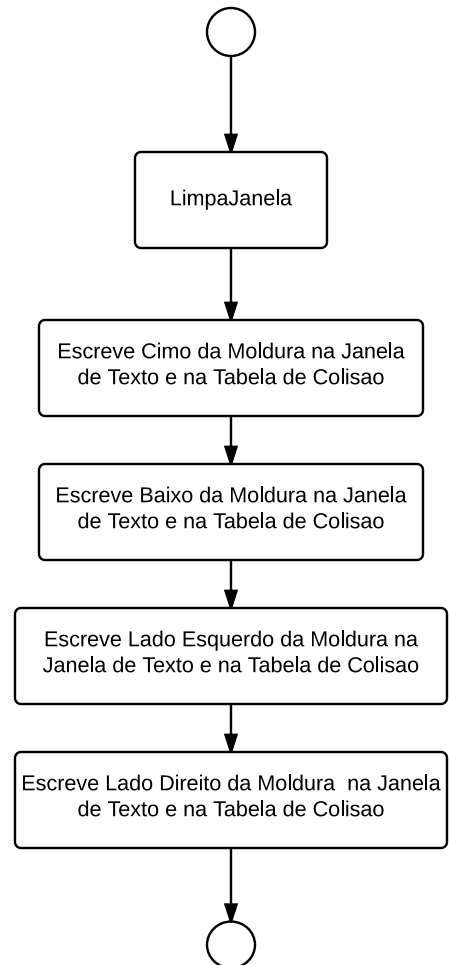 LimpaJanela
Escreve Cimo da Moldura na Janela
de Texto e na Tabela de Colisao
Escreve Baixo da Moldura na Janela
de Texto e na Tabela de Colisao
Escreve Lado Esquerdo da Moldura na
Janela de Texto e na Tabela de Colisao
Escreve Lado Direito da Moldura  na Janela
de Texto e na Tabela de Colisao